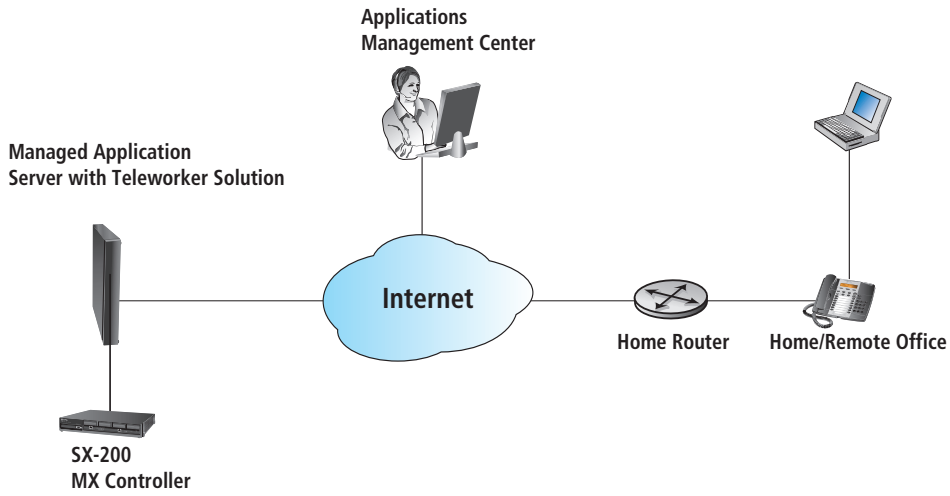 Applications
Management Center
Managed Application
Server with Teleworker Solution
Internet
Home Router
Home/Remote Office
SX-200
MX Controller